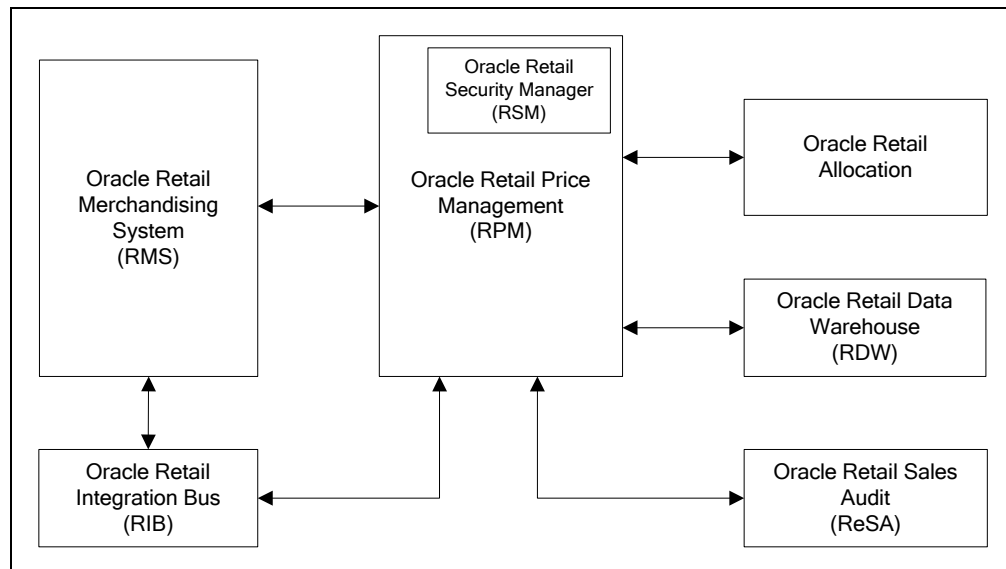 Oracle Retail
Security Manager
(RSM)
Oracle Retail
Merchandising
System
(RMS)
Oracle Retail Price
Management
(RPM)
Oracle Retail
Allocation
Oracle Retail Data
Warehouse
(RDW)
Oracle Retail
Integration Bus
(RIB)
Oracle Retail Sales
Audit
(ReSA)